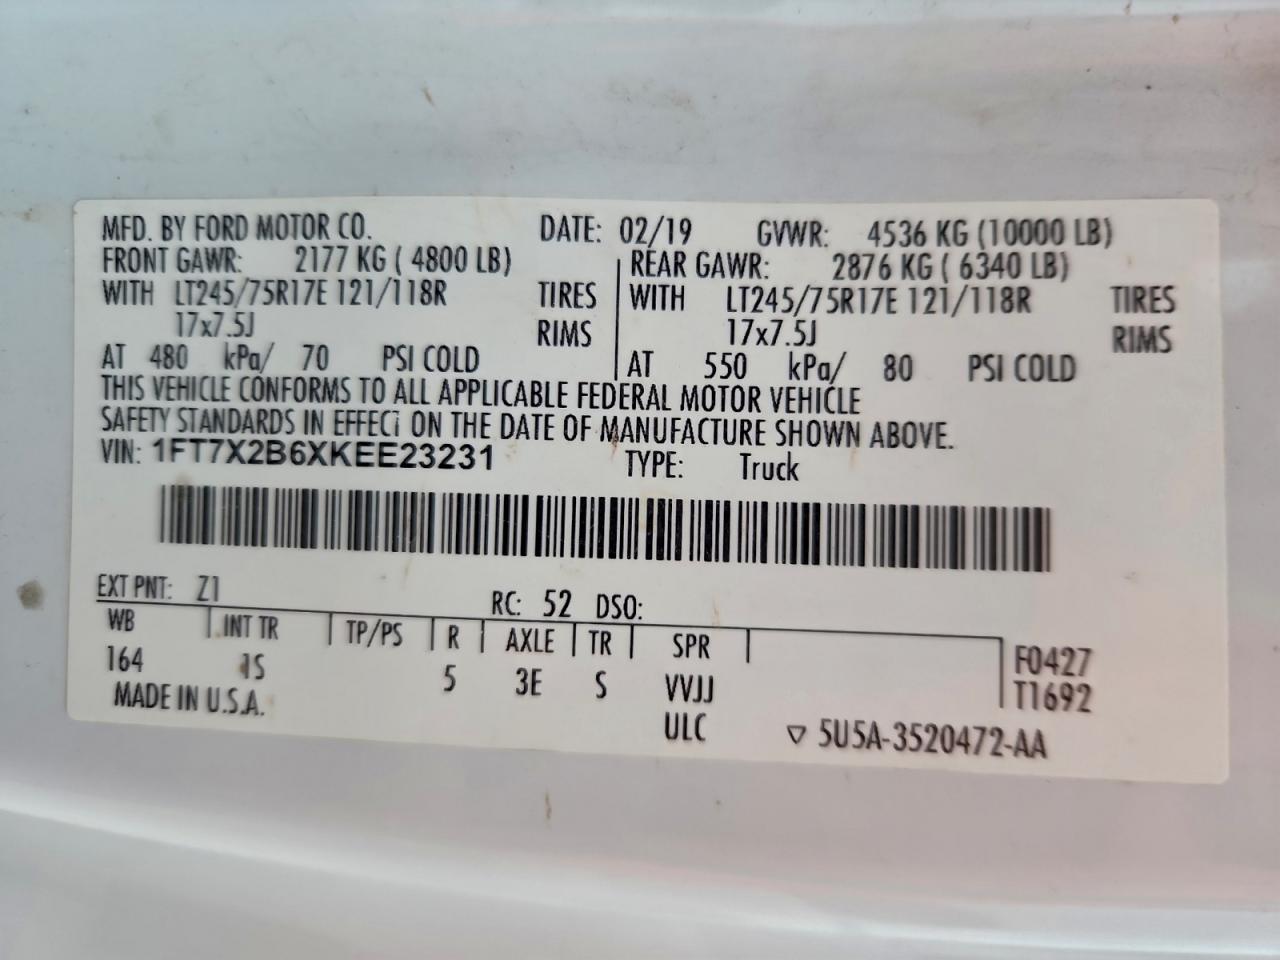 MFD. BY FORD MOTOR CO. DATE: 02/19 GVWR: 4536 KG (10000 LB)
FRONT GAWR: 2177 KG ( 4800 LB) REAR GAWR: 2876 KG ( 6340 LB)
WITH LT245/75R17E 121/118R TIRES WITH LT245/75R17E 121/118R TIRES
17x7.5J RIMS 17x7.5J RIMS
AT 480 kPa/ 70 PSI COLD AT 550 kPa/ 80 PSI COLD
THIS VEHICLE CONFORMS TO ALL APPLICABLE FEDERAL MOTOR VEHICLE
SAFETY STANDARDS IN EFFECT ON THE DATE OF MANUFACTURE SHOWN ABOVE.
VIN: 1FT7X2B6XKEE23231 TYPE: Truck
EXT PNT: Z1 RC: 52 DSO:
WB INT TR TP/PS R AXLE TR SPR F0427
164 1S 5 3E S VVJJ T1692
MADE IN U.S.A. ULC ▽ 5U5A-3520472-AA